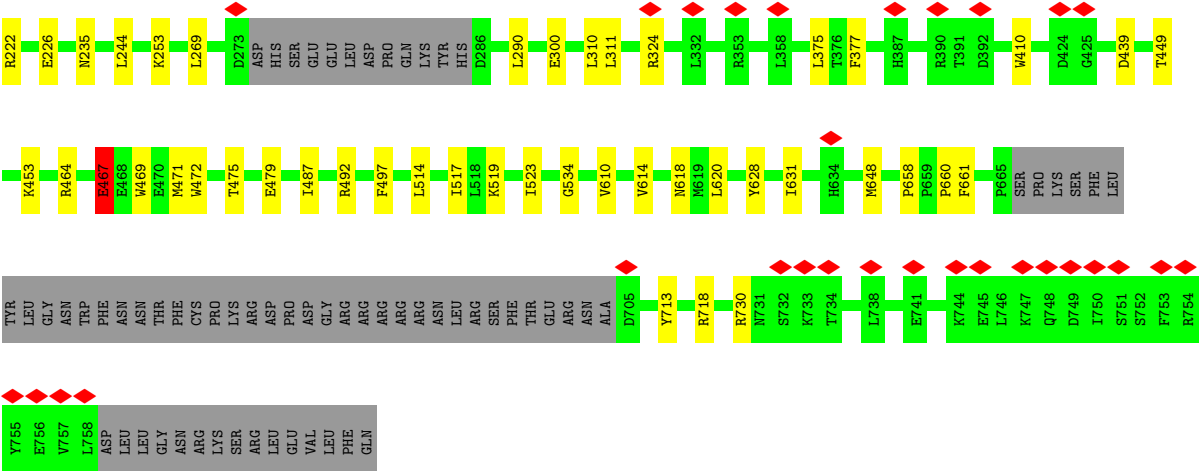 R222 E226 N235 L244 K253 L269 D273 ASP HIS SER GLU GLU LEU ASP PRO GLN LYS TYR HIS D286 L290 E300 L310 L311 R324 L332 R353 L358 L375 T376 F377 H387 R390 T391 D392 W410 D424 G425 D439 T449
K453 R464 E467 E468 W469 E470 M471 W472 T475 E479 I487 R492 F497 L514 I517 L518 K519 I523 G534 V610 V614 N618 M619 L620 Y628 I631 H634 M648 P658 P659 P660 F661 P665 SER PRO LYS SER PHE LEU
TYR LEU GLY ASN TRP PHE ASN ASN THR PHE CYS PRO LYS ARG ASP PRO ASP GLY ARG ARG ARG ARG ARG ASN LEU ARG SER PHE THR GLU ARG ASN ALA D705 Y713 R718 R730 N731 S732 K733 T734 L738 E741 K744 E745 L746 K747 Q748 D749 I750 S751 S752 F753 R754
Y755 E756 V757 L758 ASP LEU LEU GLY ASN ARG LYS SER ARG LEU GLU VAL LEU PHE GLN